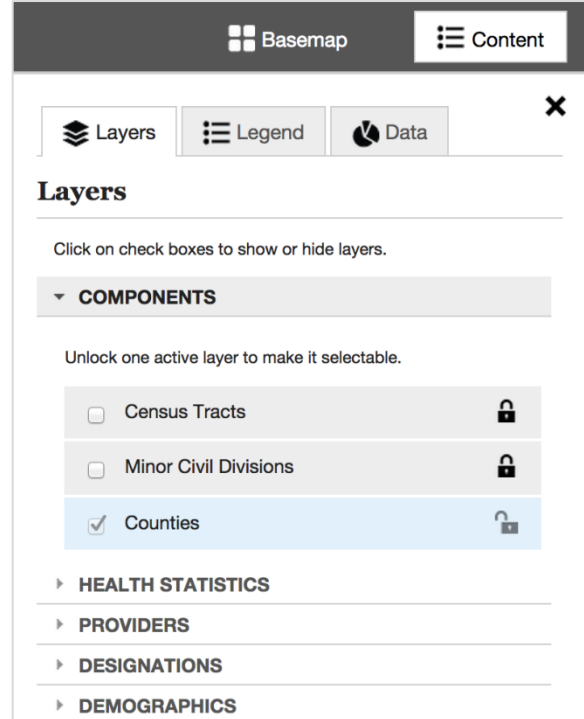 Basemap
Content
Layers
Legend
Data
Layers
Click on check boxes to show or hide layers.
COMPONENTS
Unlock one active layer to make it selectable.
Census Tracts
Minor Civil Divisions
Counties
HEALTH STATISTICS
PROVIDERS
DESIGNATIONS
DEMOGRAPHICS